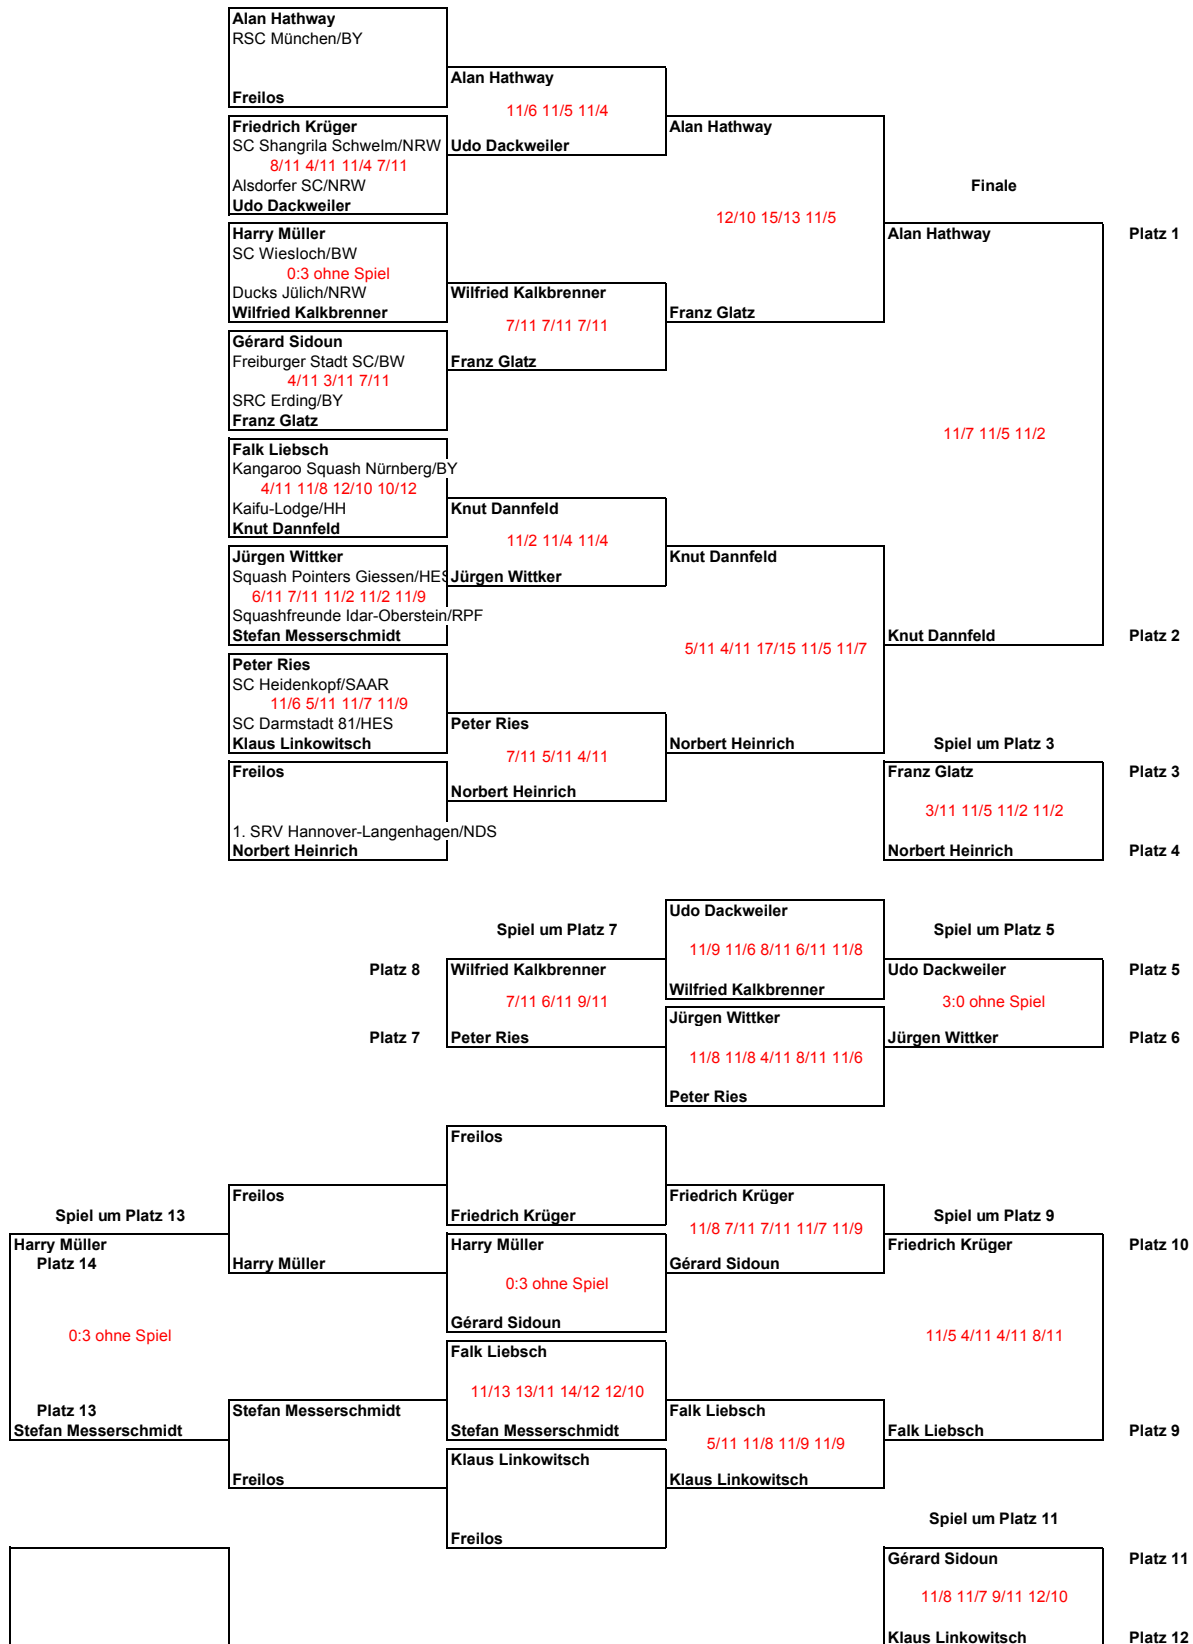 Alan Hathway
RSC München/BY
Freilos
Friedrich Krüger
SC Shangrila Schwelm/NRW
8/11 4/11 11/4 7/11
Alsdorfer SC/NRW
Udo Dackweiler
Harry Müller
SC Wiesloch/BW
0:3 ohne Spiel
Ducks Jülich/NRW
Wilfried Kalkbrenner
Gérard Sidoun
Freiburger Stadt SC/BW
4/11 3/11 7/11
SRC Erding/BY
Franz Glatz
Falk Liebsch
Kangaroo Squash Nürnberg/BY
4/11 11/8 12/10 10/12
Kaifu-Lodge/HH
Knut Dannfeld
Jürgen Wittker
Squash Pointers Giessen/HES
6/11 7/11 11/2 11/2 11/9
Squashfreunde Idar-Oberstein/RPF
Stefan Messerschmidt
Peter Ries
SC Heidenkopf/SAAR
11/6 5/11 11/7 11/9
SC Darmstadt 81/HES
Klaus Linkowitsch
Freilos
1. SRV Hannover-Langenhagen/NDS
Norbert Heinrich
Alan Hathway
11/6 11/5 11/4
Udo Dackweiler
Wilfried Kalkbrenner
7/11 7/11 7/11
Franz Glatz
Knut Dannfeld
11/2 11/4 11/4
Jürgen Wittker
Peter Ries
7/11 5/11 4/11
Norbert Heinrich
Alan Hathway
12/10 15/13 11/5
Franz Glatz
Knut Dannfeld
5/11 4/11 17/15 11/5 11/7
Norbert Heinrich
Finale
Alan Hathway
Platz 1
11/7 11/5 11/2
Knut Dannfeld
Platz 2
Spiel um Platz 3
Franz Glatz
Platz 3
3/11 11/5 11/2 11/2
Norbert Heinrich
Platz 4
Udo Dackweiler
11/9 11/6 8/11 6/11 11/8
Wilfried Kalkbrenner
Jürgen Wittker
11/8 11/8 4/11 8/11 11/6
Peter Ries
Spiel um Platz 7
Platz 8
Wilfried Kalkbrenner
7/11 6/11 9/11
Platz 7
Peter Ries
Spiel um Platz 5
Udo Dackweiler
Platz 5
3:0 ohne Spiel
Jürgen Wittker
Platz 6
Freilos
Friedrich Krüger
Harry Müller
0:3 ohne Spiel
Gérard Sidoun
Falk Liebsch
11/13 13/11 14/12 12/10
Stefan Messerschmidt
Klaus Linkowitsch
Freilos
Freilos
Harry Müller
Stefan Messerschmidt
Freilos
Spiel um Platz 13
Harry Müller
Platz 14
0:3 ohne Spiel
Platz 13
Stefan Messerschmidt
Friedrich Krüger
11/8 7/11 7/11 11/7 11/9
Gérard Sidoun
Falk Liebsch
5/11 11/8 11/9 11/9
Klaus Linkowitsch
Spiel um Platz 9
Friedrich Krüger
Platz 10
11/5 4/11 4/11 8/11
Falk Liebsch
Platz 9
Spiel um Platz 11
Gérard Sidoun
Platz 11
11/8 11/7 9/11 12/10
Klaus Linkowitsch
Platz 12